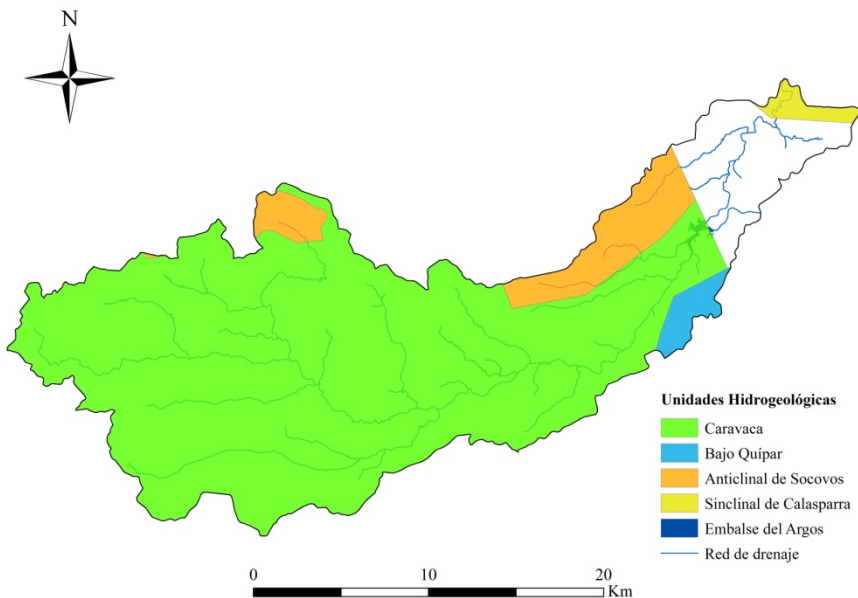 N
Unidades Hidrogeológicas
Caravaca
Bajo Quípar
Anticlinal de Socovos
Sinclinal de Calasparra
Embalse del Argos
Red de drenaje
0 10 20
Km